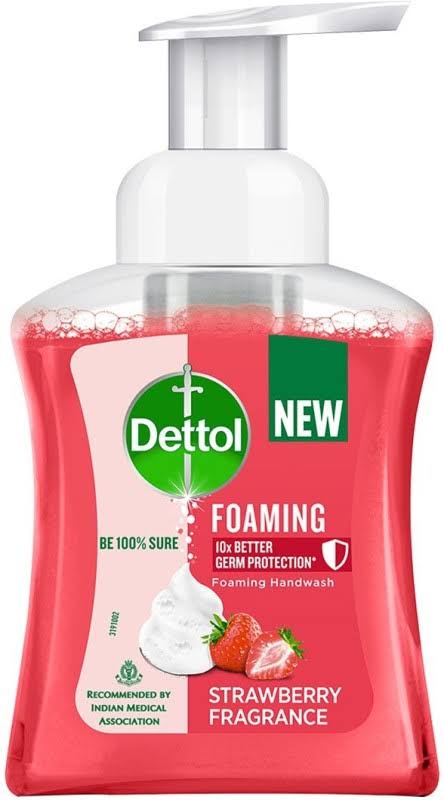 Dettol
NEW
FOAMING
10x BETTER
GERM PROTECTION*
Foaming Handwash
BE 100% SURE
3191002
RECOMMENDED BY
INDIAN MEDICAL
ASSOCIATION
STRAWBERRY
FRAGRANCE